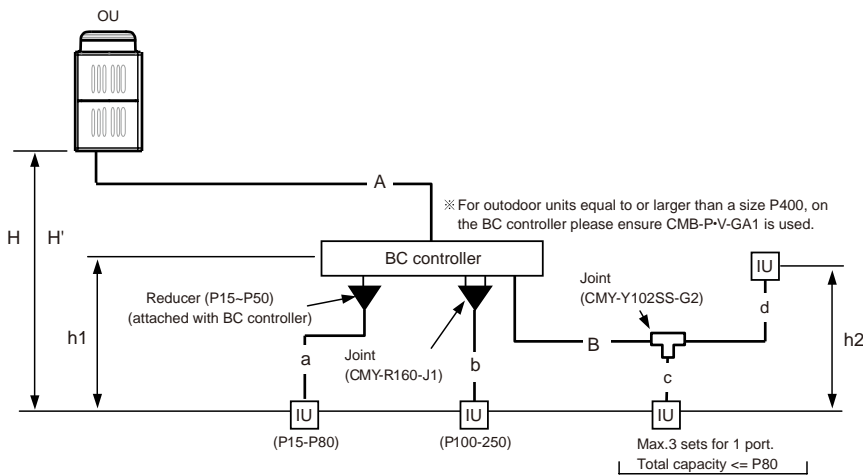 OU
A
※For outodoor units equal to or larger than a size P400, on
the BC controller please ensure CMB-P•V-GA1 is used.
H
H'
BC controller
IU
Reducer (P15~P50)
(attached with BC controller)
Joint
(CMY-Y102SS-G2)
d
h1
h2
a
Joint
(CMY-R160-J1)
b
B
c
IU
IU
IU
(P15-P80)
(P100-250)
Max.3 sets for 1 port.
Total capacity <= P80